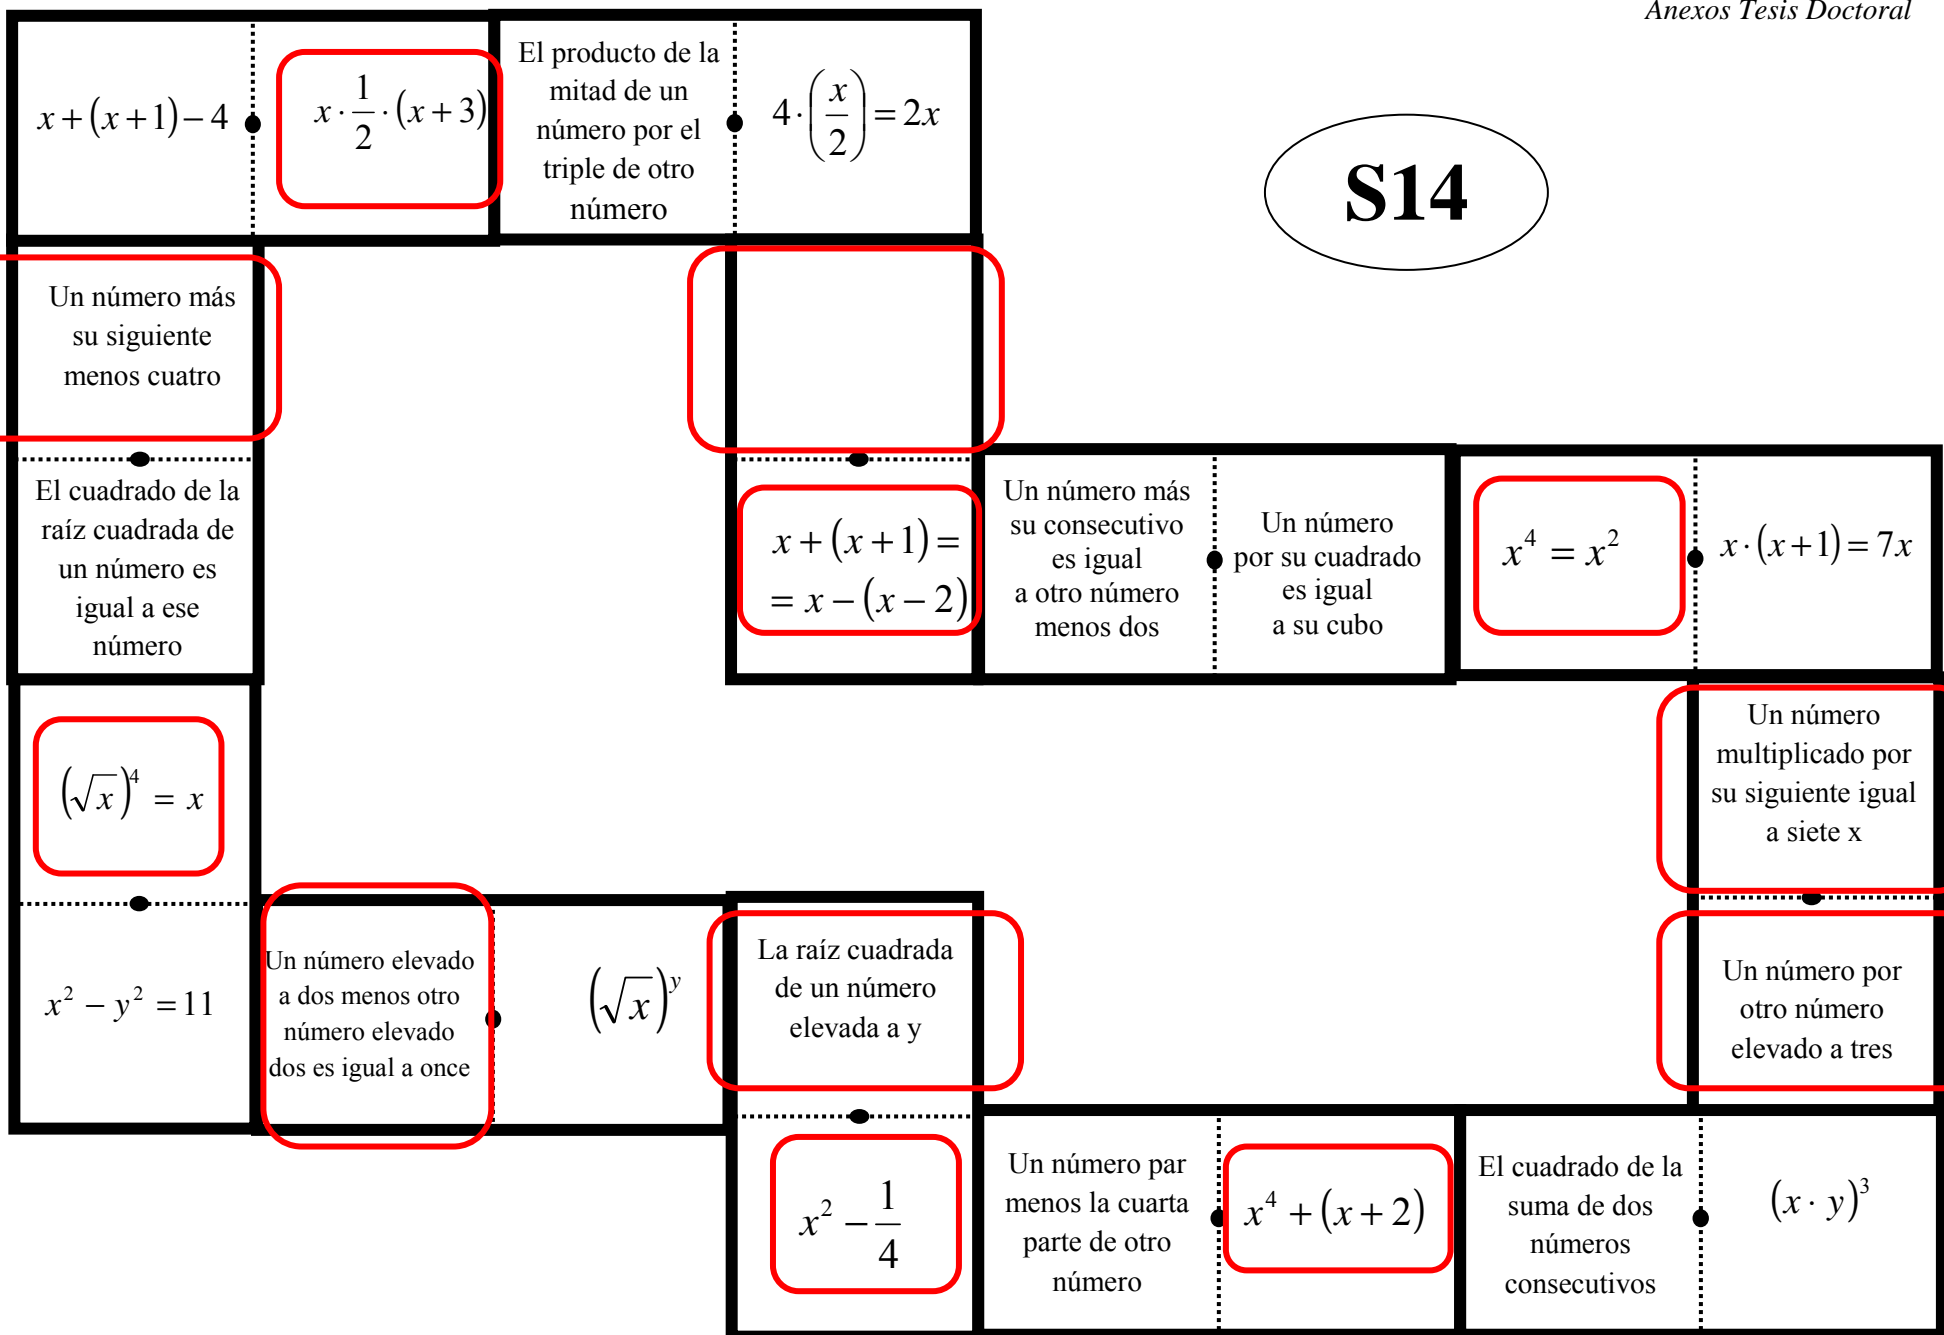 Anexos Tesis Doctoral
S14
x + (x + 1) − 4
x · 1/2 · (x + 3)
El producto de la
mitad de un
número por el
triple de otro
número
4 · (x/2) = 2x
Un número más
su siguiente
menos cuatro
El cuadrado de la
raíz cuadrada de
un número es
igual a ese
número
x + (x + 1) =
= x − (x − 2)
Un número más
su consecutivo
es igual
a otro número
menos dos
Un número
por su cuadrado
es igual
a su cubo
x⁴ = x²
x · (x + 1) = 7x
(√x)⁴ = x
x² − y² = 11
Un número elevado
a dos menos otro
número elevado
dos es igual a once
(√x)^y
La raíz cuadrada
de un número
elevada a y
Un número
multiplicado por
su siguiente igual
a siete x
Un número por
otro número
elevado a tres
x² − 1/4
Un número par
menos la cuarta
parte de otro
número
x⁴ + (x + 2)
El cuadrado de la
suma de dos
números
consecutivos
(x · y)³